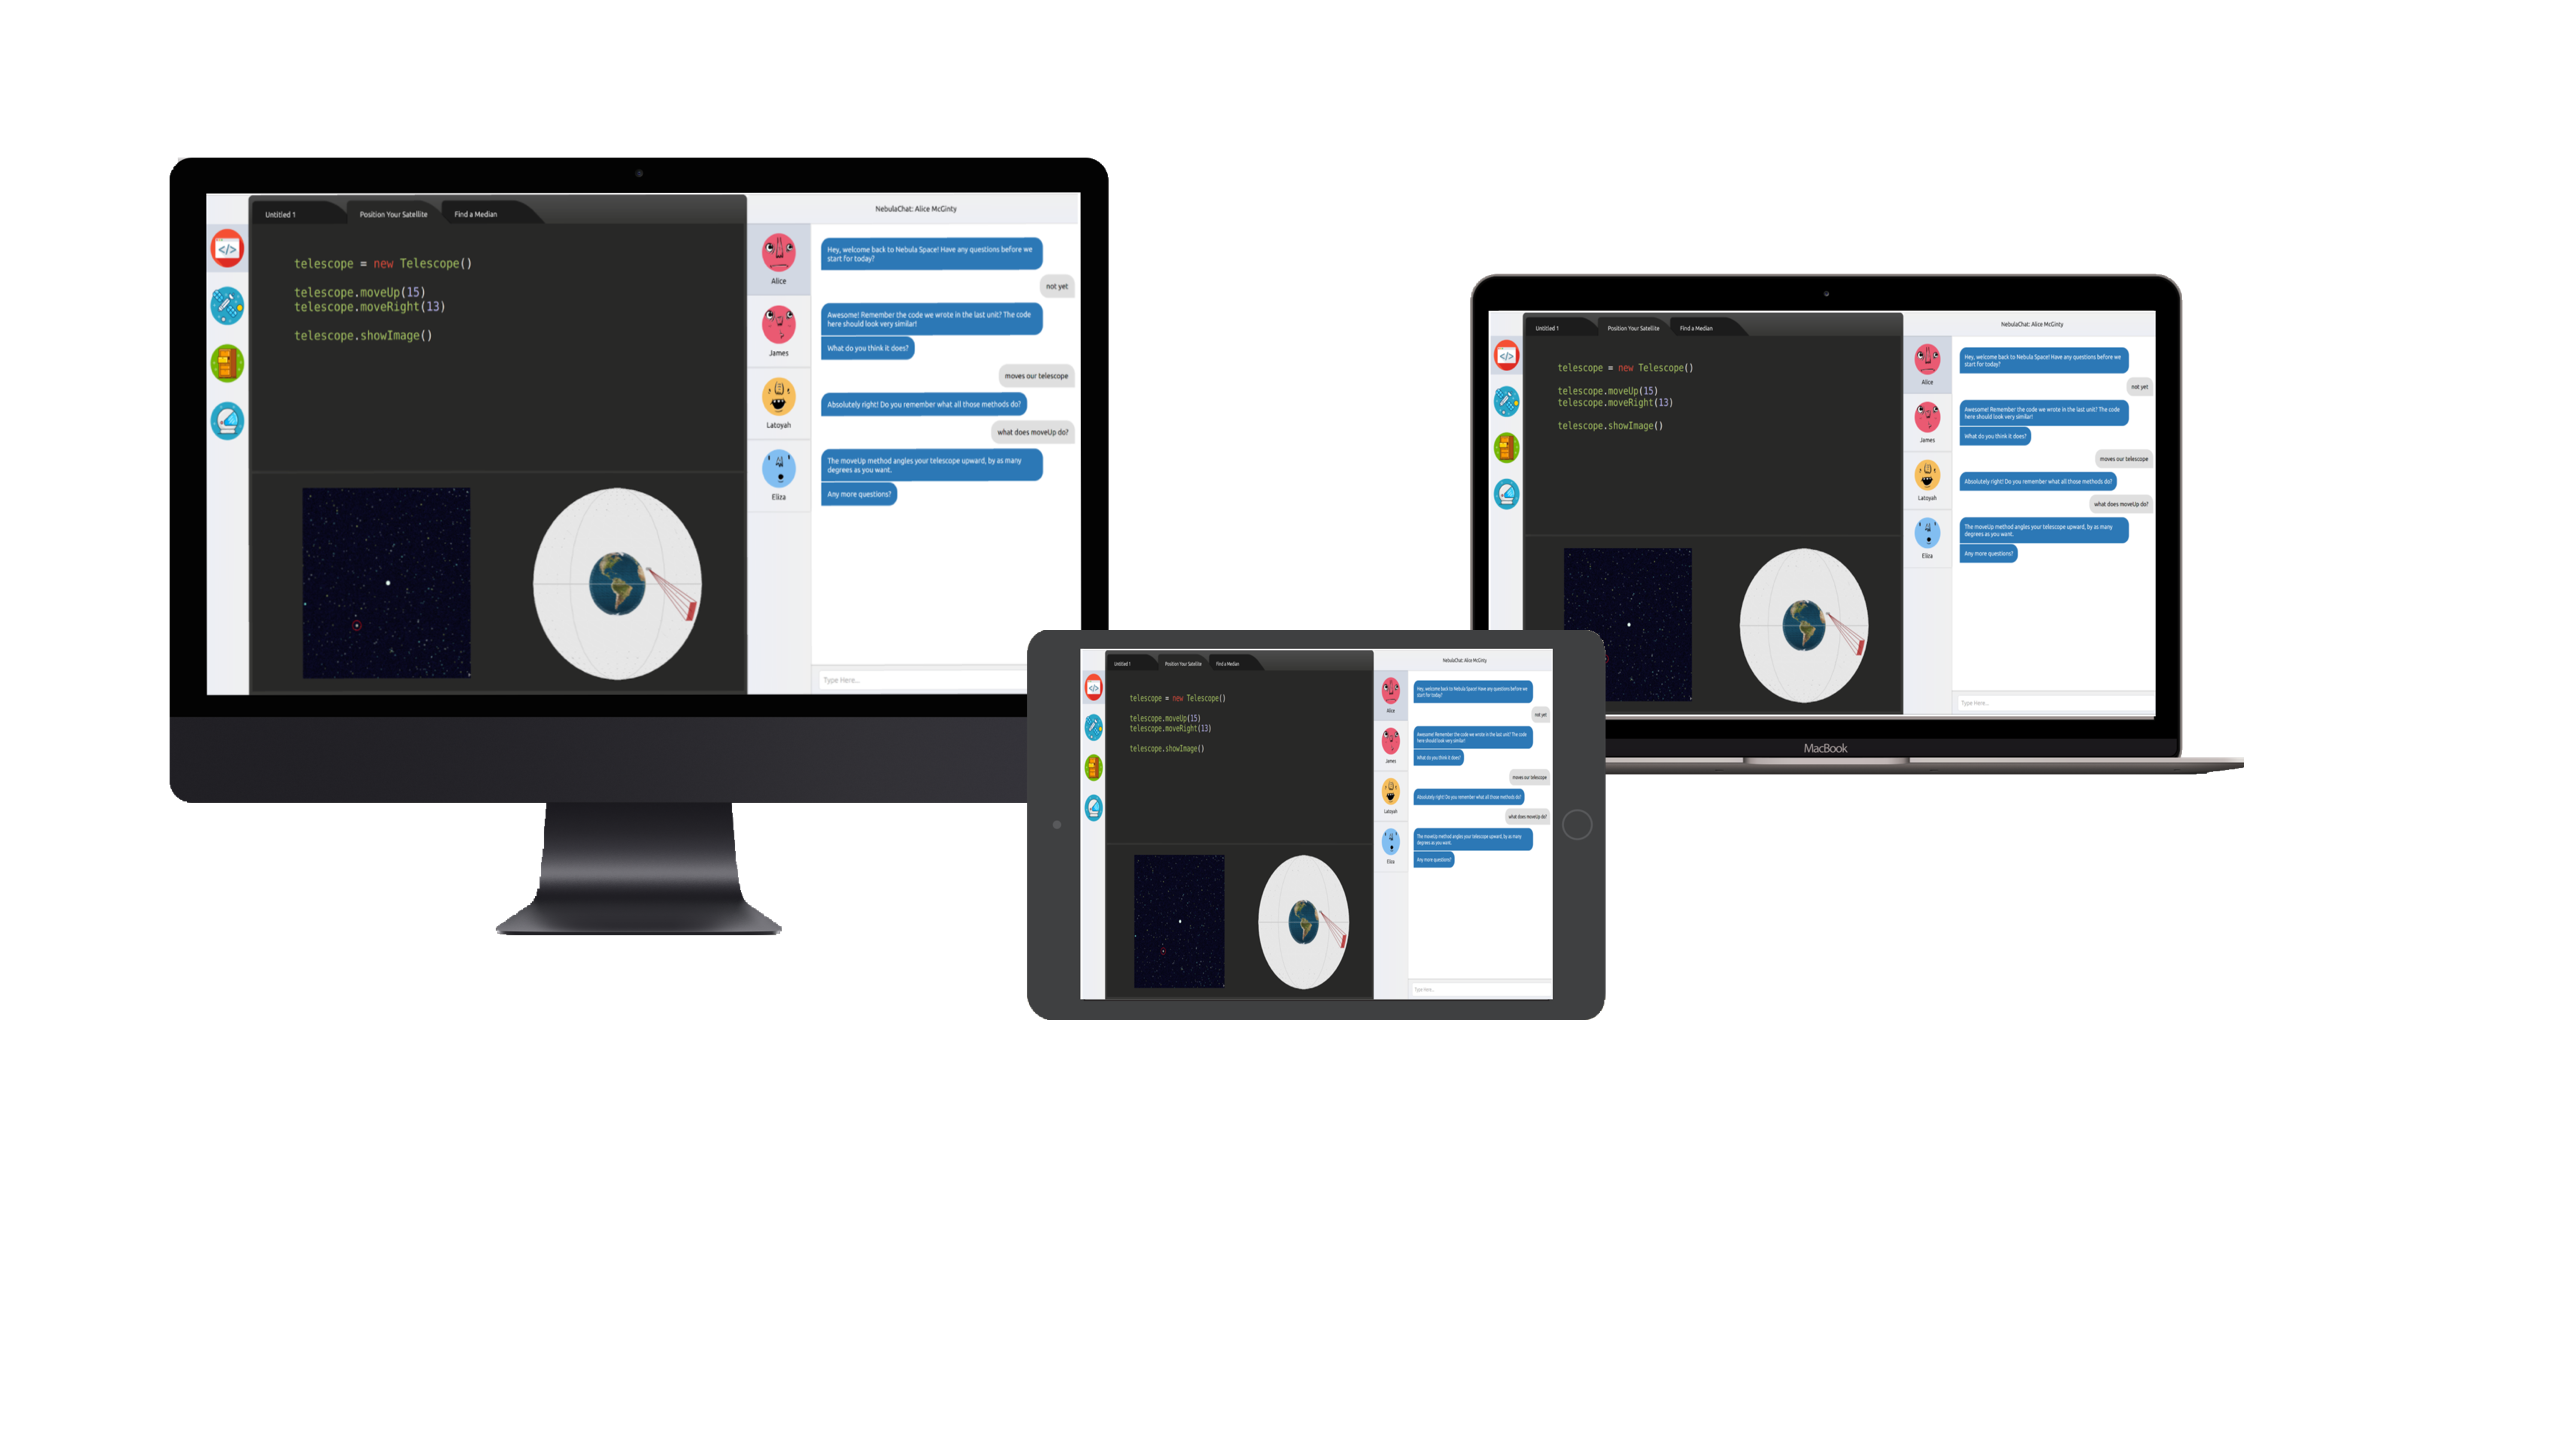 Untitled 1
Position Your Satellite
Find a Median
</>
telescope = new Telescope()
telescope.moveUp(15)
telescope.moveRight(13)
telescope.showImage()
Alice
James
Latoyah
Eliza
NebulaChat: Alice McGinty
Hey, welcome back to Nebula Space! Have any questions before we
start for today?
not yet
Awesome! Remember the code we wrote in the last unit? The code
here should look very similar!
What do you think it does?
moves our telescope
Absolutely right! Do you remember what all those methods do?
what does moveUp do?
The moveUp method angles your telescope upward, by as many
degrees as you want.
Any more questions?
Type Here...
Untitled 1
Position Your Satellite
Find a Median
</>
telescope = new Telescope()
telescope.moveUp(15)
telescope.moveRight(13)
telescope.showImage()
Alice
James
Latoyah
Eliza
NebulaChat: Alice McGinty
Hey, welcome back to Nebula Space! Have any questions before we
start for today?
not yet
Awesome! Remember the code we wrote in the last unit? The code
here should look very similar!
What do you think it does?
moves our telescope
Absolutely right! Do you remember what all those methods do?
what does moveUp do?
The moveUp method angles your telescope upward, by as many
degrees as you want.
Any more questions?
Type Here...
MacBook
Untitled 1
Position Your Satellite
Find a Median
</>
telescope = new Telescope()
telescope.moveUp(15)
telescope.moveRight(13)
telescope.showImage()
Alice
James
Latoyah
Eliza
NebulaChat: Alice McGinty
Hey, welcome back to Nebula Space! Have any questions before we
start for today?
not yet
Awesome! Remember the code we wrote in the last unit? The code
here should look very similar!
What do you think it does?
moves our telescope
Absolutely right! Do you remember what all those methods do?
what does moveUp do?
The moveUp method angles your telescope upward, by as many
degrees as you want.
Any more questions?
Type Here...